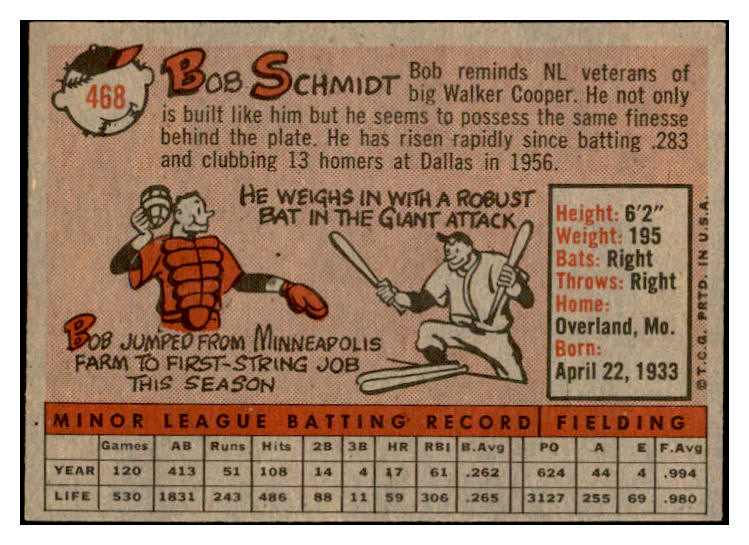 468
BOB SCHMIDT
Bob reminds NL veterans of
big Walker Cooper. He not only
is built like him but he seems to possess the same finesse
behind the plate. He has risen rapidly since batting .283
and clubbing 13 homers at Dallas in 1956.
HE WEIGHS IN WITH A ROBUST
BAT IN THE GIANT ATTACK
BOB JUMPED FROM MINNEAPOLIS
FARM TO FIRST-STRING JOB
THIS SEASON
Height: 6'2"
Weight: 195
Bats: Right
Throws: Right
Home:
Overland, Mo.
Born:
April 22, 1933
©T.C.G. PRTD. IN U.S.A.
MINOR LEAGUE BATTING RECORD FIELDING
Games AB Runs Hits 2B 3B HR RBI B.Avg PO A E F.Avg
YEAR 120 413 51 108 14 4 17 61 .262 624 44 4 .994
LIFE 530 1831 243 486 88 11 59 306 .265 3127 255 69 .980